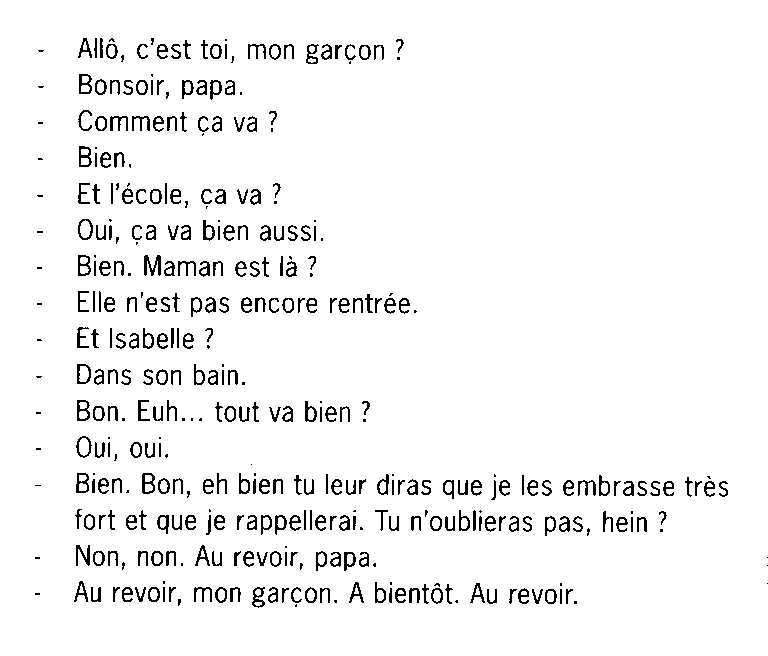 - Allô, c'est toi, mon garçon ?
- Bonsoir, papa.
- Comment ça va ?
- Bien.
- Et l'école, ça va ?
- Oui, ça va bien aussi.
- Bien. Maman est là ?
- Elle n'est pas encore rentrée.
- Et Isabelle ?
- Dans son bain.
- Bon. Euh... tout va bien ?
- Oui, oui.
- Bien. Bon, eh bien tu leur diras que je les embrasse très
fort et que je rappellerai. Tu n'oublieras pas, hein ?
- Non, non. Au revoir, papa.
- Au revoir, mon garçon. A bientôt. Au revoir.